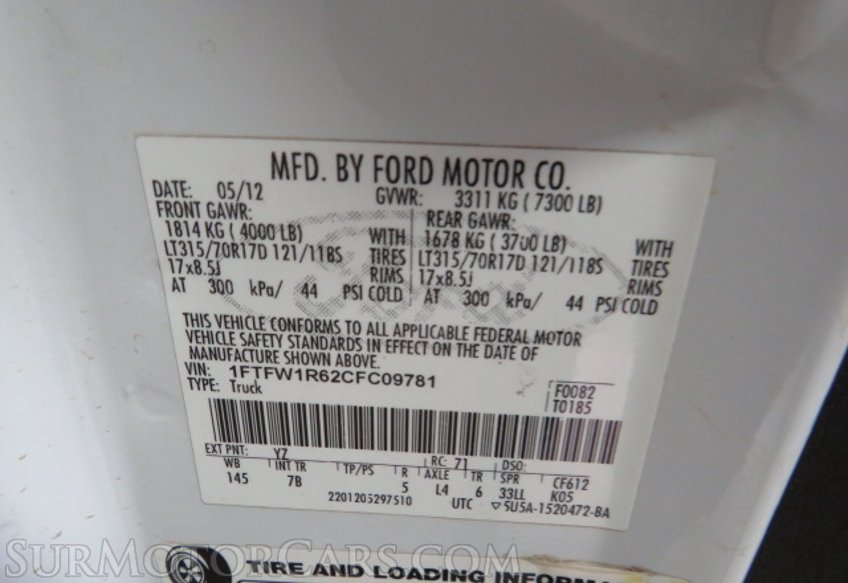 MFD. BY FORD MOTOR CO.
DATE: 05/12 GVWR: 3311 KG ( 7300 LB)
FRONT GAWR: REAR GAWR:
1814 KG ( 4000 LB) WITH 1678 KG ( 3700 LB) WITH
LT315/70R17D 121/118S TIRES LT315/70R17D 121/118S TIRES
17x8.5J RIMS 17x8.5J RIMS
AT 300 kPa/ 44 PSI COLD AT 300 kPa/ 44 PSI COLD
THIS VEHICLE CONFORMS TO ALL APPLICABLE FEDERAL MOTOR
VEHICLE SAFETY STANDARDS IN EFFECT ON THE DATE OF
MANUFACTURE SHOWN ABOVE.
VIN: 1FTFW1R62CFC09781
TYPE: Truck F0082
T0185
EXT PNT: YZ RC: 71 DSO:
WB INT TR TP/PS R AXLE TR SPR CF612
145 7B 5 L4 6 33LL K05
2201205297510 UTC ▽5U5A-1520472-BA
TIRE AND LOADING INFORMA
SURMOTORCARS.COM